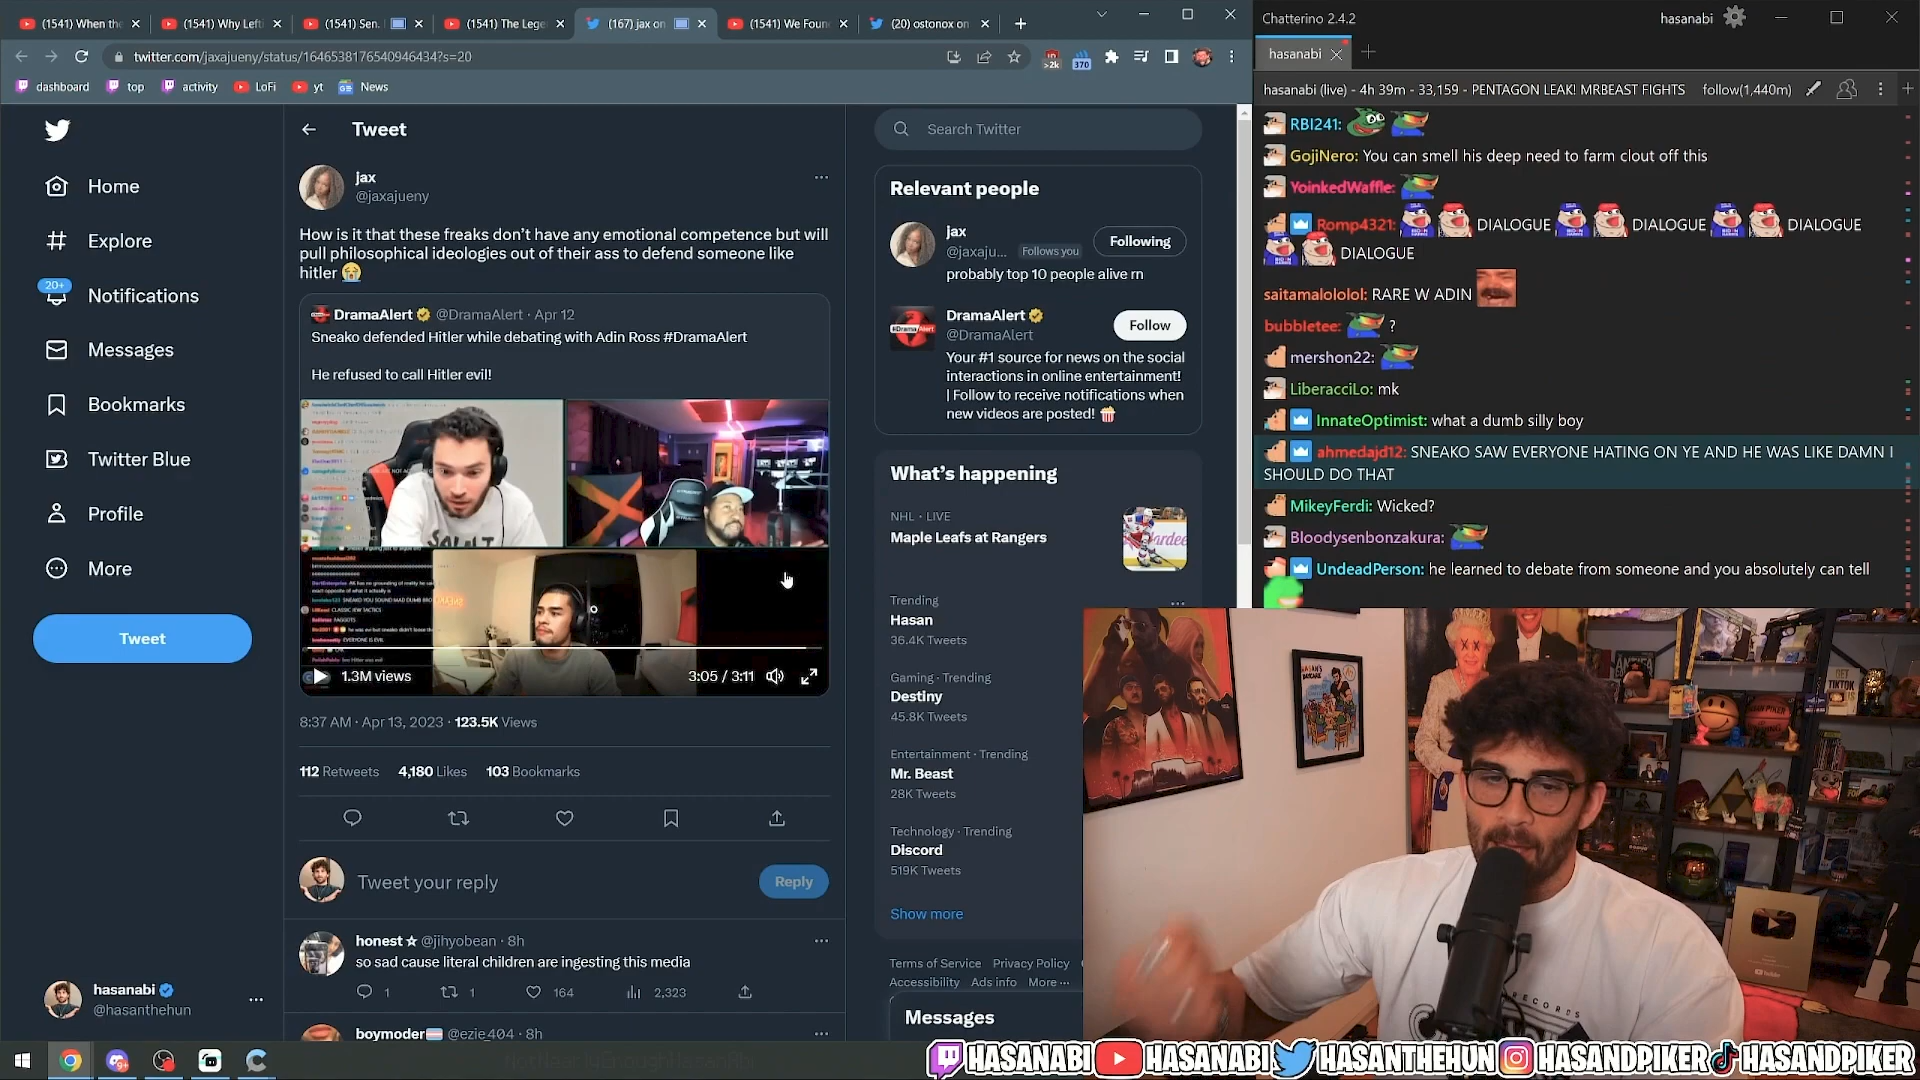 (1541) When the
(1541) Why Left
(1541) Sen.
(1541) The Lege
(167) jax on
(1541) We Foun
(20) ostonox on
twitter.com/jaxajueny/status/1646538176540946434?s=20
>2k
370
dashboard
top
activity
LoFi
yt
News
Home
Explore
20+
Notifications
Messages
Bookmarks
Twitter Blue
Profile
More
Tweet
hasanabi
@hasanthehun
Tweet
jax
@jaxajueny
How is it that these freaks don't have any emotional competence but will
pull philosophical ideologies out of their ass to defend someone like
hitler 😭
DramaAlert @DramaAlert · Apr 12
Sneako defended Hitler while debating with Adin Ross #DramaAlert
He refused to call Hitler evil!
1.3M views
3:05 / 3:11
8:37 AM · Apr 13, 2023 · 123.5K Views
112 Retweets 4,180 Likes 103 Bookmarks
Tweet your reply
Reply
honest ★ @jihyobean · 8h
so sad cause literal children are ingesting this media
1
1
164
2,323
boymoder @ezie_404 · 8h
Search Twitter
Relevant people
jax
@jaxaju... Follows you
Following
probably top 10 people alive rn
DramaAlert
@DramaAlert
Follow
Your #1 source for news on the social
interactions in online entertainment!
| Follow to receive notifications when
new videos are posted! 🍿
What's happening
NHL · LIVE
Maple Leafs at Rangers
Trending
Hasan
36.4K Tweets
Gaming · Trending
Destiny
45.8K Tweets
Entertainment · Trending
Mr. Beast
28K Tweets
Technology · Trending
Discord
519K Tweets
Show more
Terms of Service Privacy Policy
Accessibility Ads info More ···
Messages
Chatterino 2.4.2
hasanabi
hasanabi
hasanabi (live) - 4h 39m - 33,159 - PENTAGON LEAK! MRBEAST FIGHTS
follow(1,440m)
RBI241:
GojiNero: You can smell his deep need to farm clout off this
YoinkedWaffle:
Romp4321: DIALOGUE DIALOGUE DIALOGUE
DIALOGUE
saitamalololol: RARE W ADIN
bubbletee: ?
mershon22:
LiberacciLo: mk
InnateOptimist: what a dumb silly boy
ahmedajd12: SNEAKO SAW EVERYONE HATING ON YE AND HE WAS LIKE DAMN I
SHOULD DO THAT
MikeyFerdi: Wicked?
Bloodysenbonzakura:
UndeadPerson: he learned to debate from someone and you absolutely can tell
RECORDS
HASANABI HASANABI HASANTHEHUN HASANDPIKER HASANDPIKER